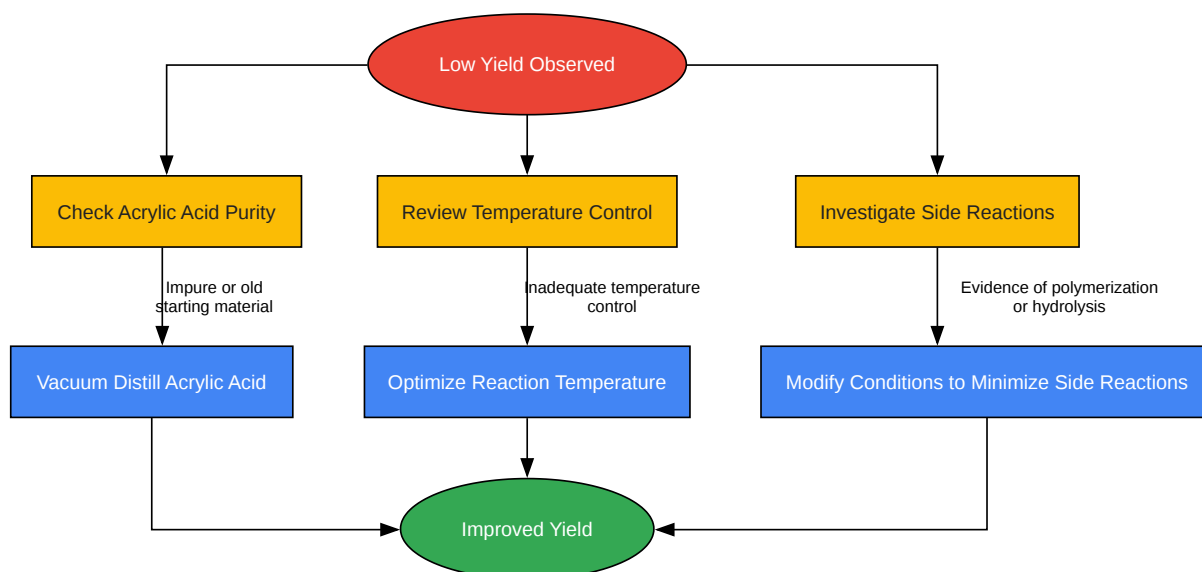 Low Yield Observed
Check Acrylic Acid Purity
Review Temperature Control
Investigate Side Reactions
Impure or old
starting material
Inadequate temperature
control
Evidence of polymerization
or hydrolysis
Vacuum Distill Acrylic Acid
Optimize Reaction Temperature
Modify Conditions to Minimize Side Reactions
Improved Yield